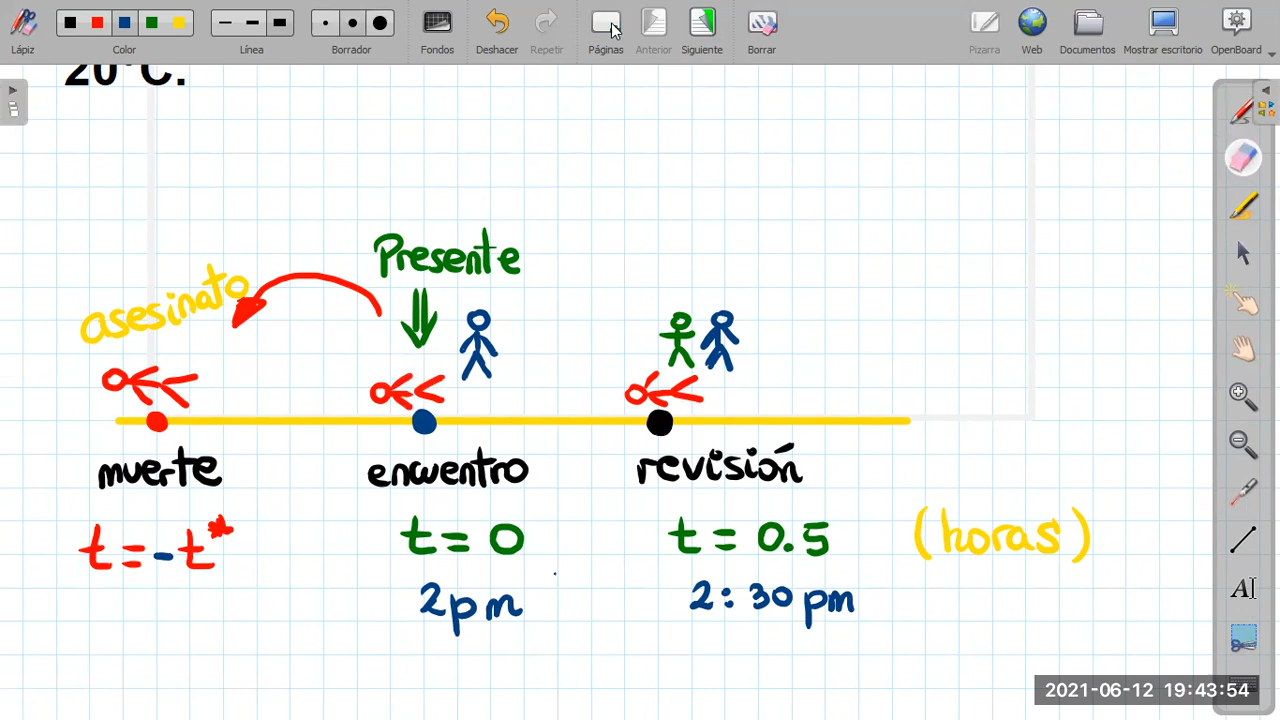 Lápiz Color Línea Borrador Fondos Deshacer Repetir Páginas Anterior Siguiente Borrar Pizarra Web Documentos Mostrar escritorio OpenBoard
20°C.
Presente
asesinato
muerte encuentro revisión
t = -t* t = 0 t = 0.5 (horas)
2pm 2:30 pm
2021-06-12 19:43:54